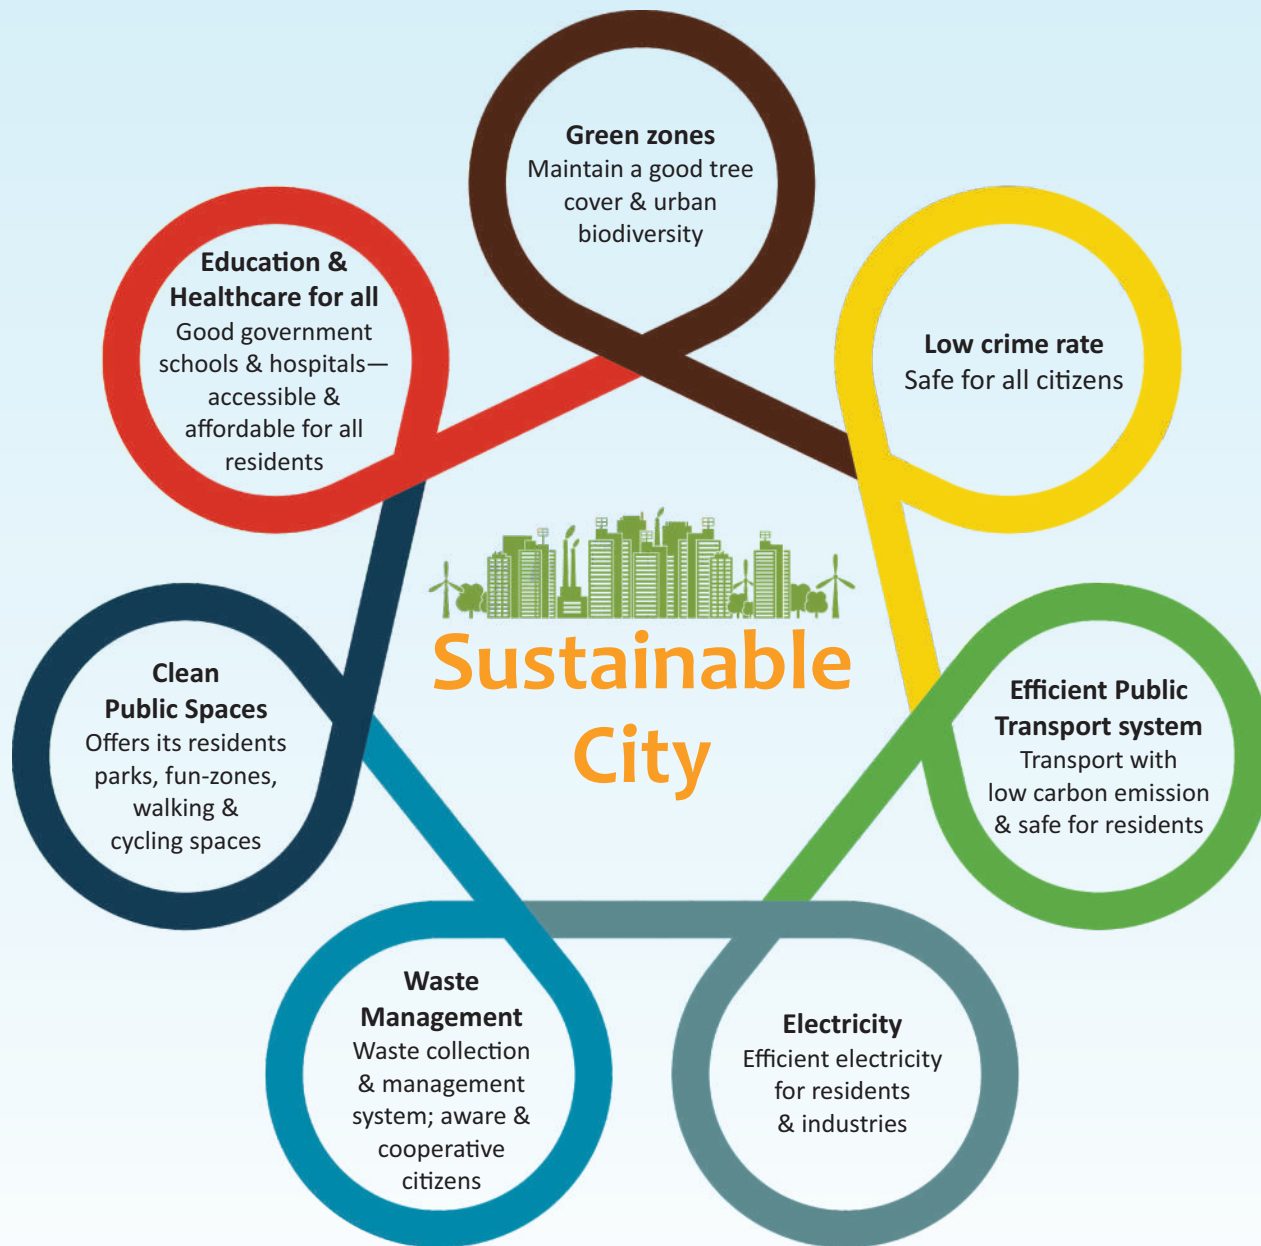 Green zones
Maintain a good tree
cover & urban
biodiversity
Low crime rate
Safe for all citizens
Efficient Public
Transport system
Transport with
low carbon emission
& safe for residents
Electricity
Efficient electricity
for residents
& industries
Waste
Management
Waste collection
& management
system; aware &
cooperative
citizens
Clean
Public Spaces
Offers its residents
parks, fun-zones,
walking &
cycling spaces
Education &
Healthcare for all
Good government
schools & hospitals—
accessible &
affordable for all
residents
Sustainable
City